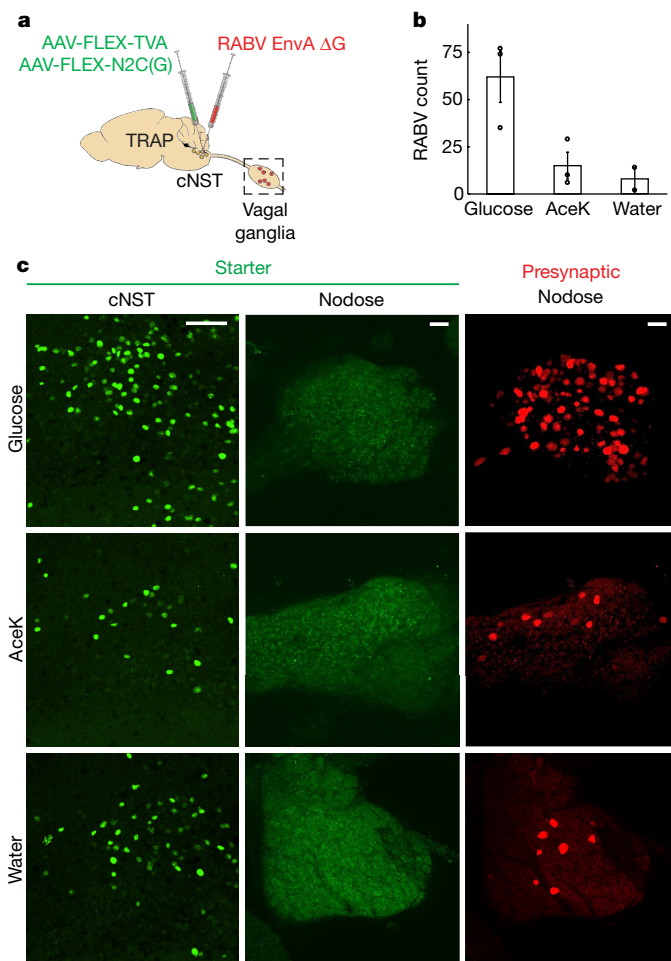 a
AAV-FLEX-TVA
AAV-FLEX-N2C(G)
RABV EnvA ΔG
TRAP
cNST
Vagal
ganglia
b
RABV count
75
50
25
0
Glucose
AceK
Water
c
Starter
Presynaptic
cNST
Nodose
Nodose
Glucose
AceK
Water